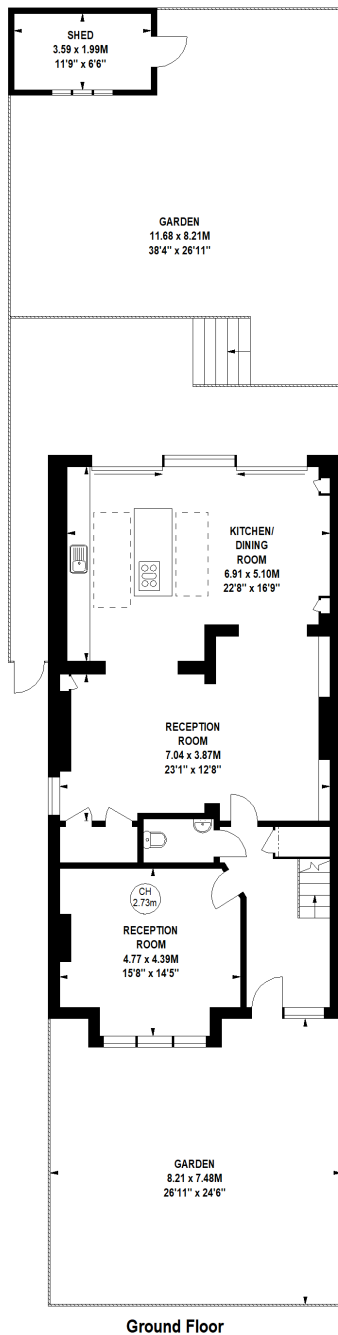 SHED
3.59 x 1.99M
11'9" x 6'6"
GARDEN
11.68 x 8.21M
38'4" x 26'11"
KITCHEN/
DINING
ROOM
6.91 x 5.10M
22'8" x 16'9"
RECEPTION
ROOM
7.04 x 3.87M
23'1" x 12'8"
CH
2.73m
RECEPTION
ROOM
4.77 x 4.39M
15'8" x 14'5"
GARDEN
8.21 x 7.48M
26'11" x 24'6"
Ground Floor